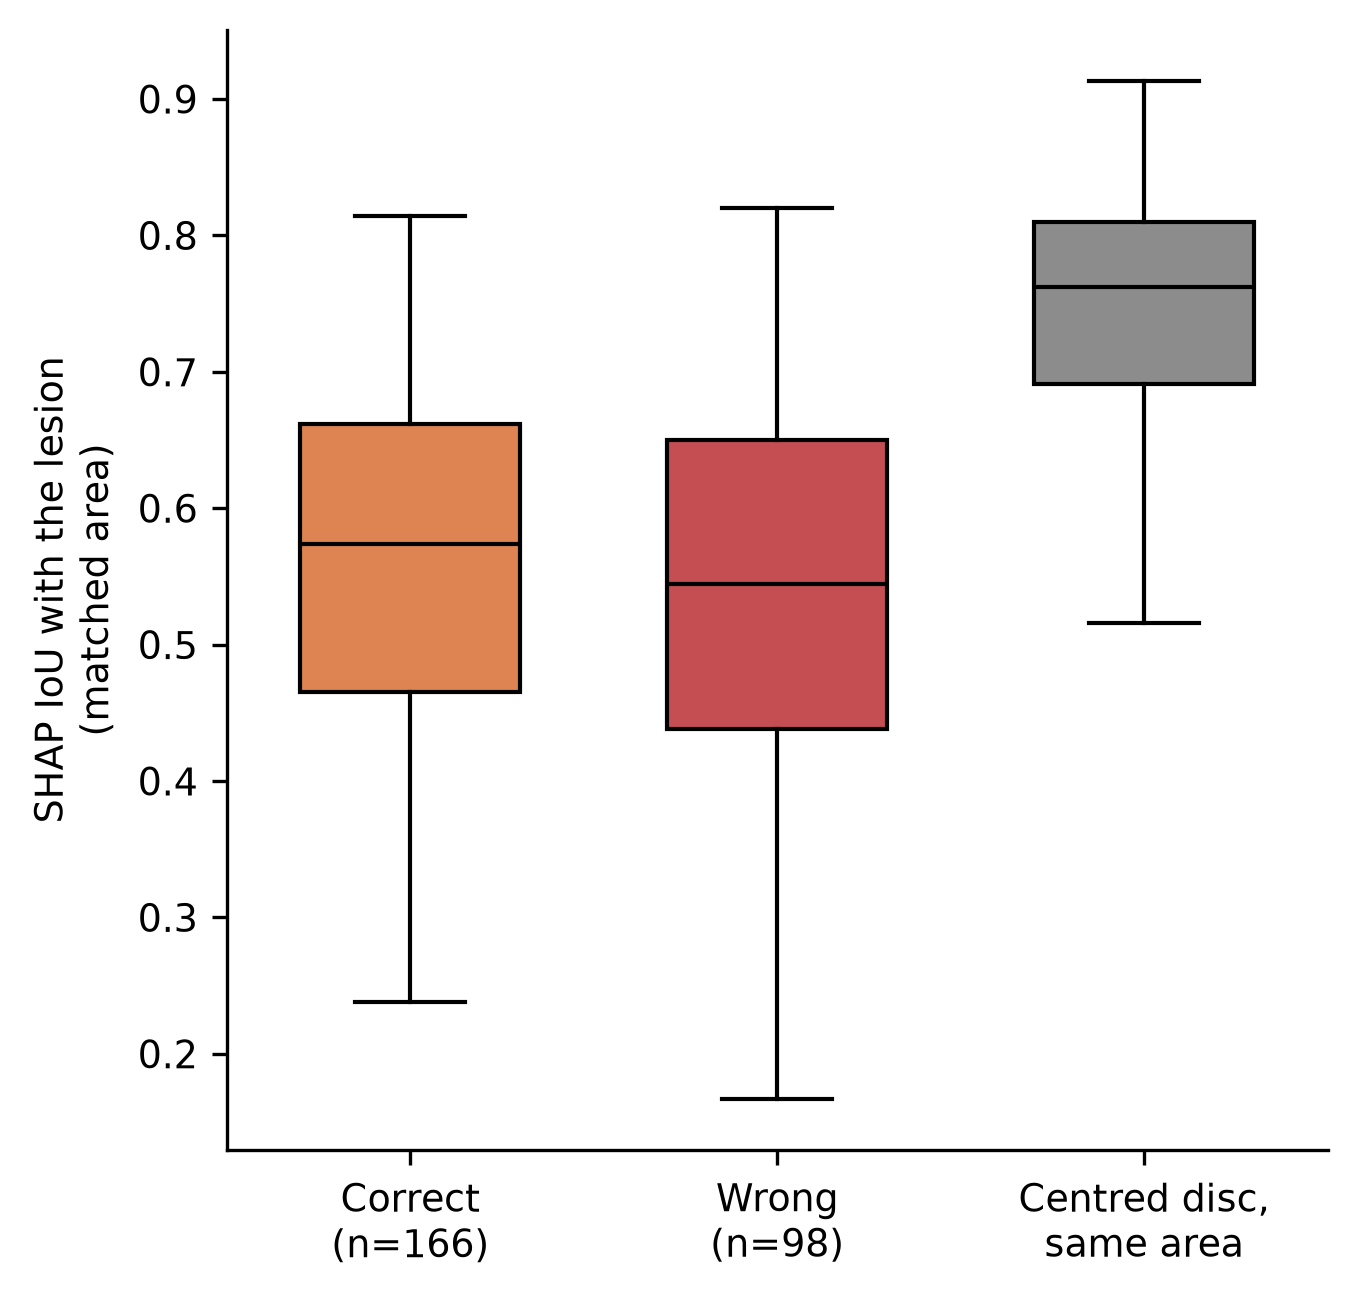 SHAP IoU with the lesion
(matched area)
0.9
0.8
0.7
0.6
0.5
0.4
0.3
0.2
Correct
(n=166)
Wrong
(n=98)
Centred disc,
same area